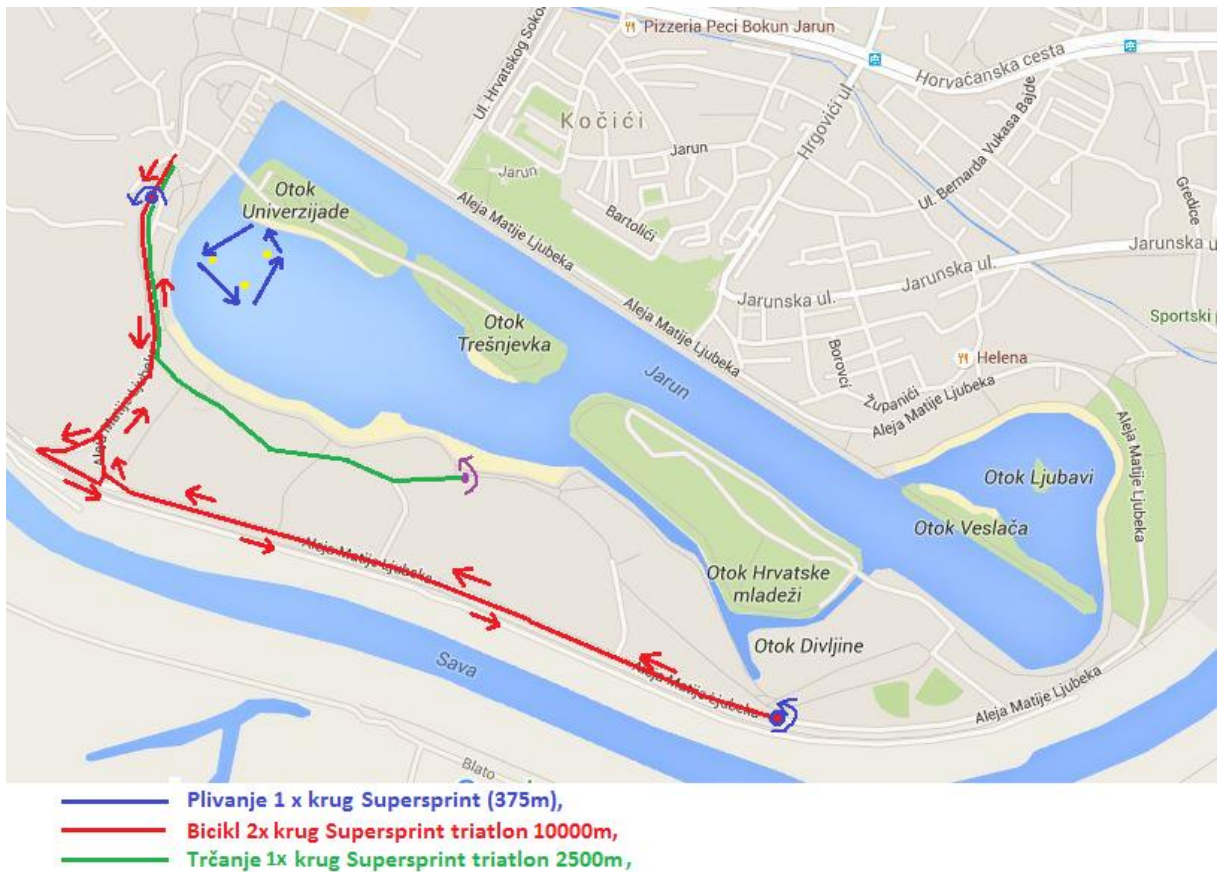 Pizzeria Peci Bokun Jarun
Horvaćanska cesta
Ul. Hrvatskog Sokola
Kočići
Hrgovići ul.
Ul. Bernarda Vukasa Bajde
Jarun
Jarun
Gredice
Otok
Univerzijade
Bartolići
Aleja Matije Ljubeka
Jarunska ul.
Jarunska ul.
Jarunska ul.
Aleja Matije Ljubeka
Sportski
Otok
Trešnjevka
Borovci
Helena
Jarun
Županići
Aleja Matije Ljubeka
Aleja Matije Ljubeka
Aleja Matije Ljubeka
Otok Ljubavi
Otok Veslača
Aleja Matije Ljubeka
Otok Hrvatske
mladeži
Otok Divljine
Sava
Aleja Matije Ljubeka
Aleja Matije Ljubeka
Blato
Plivanje 1 x krug Supersprint (375m),
Bicikl 2x krug Supersprint triatlon 10000m,
Trčanje 1x krug Supersprint triatlon 2500m,